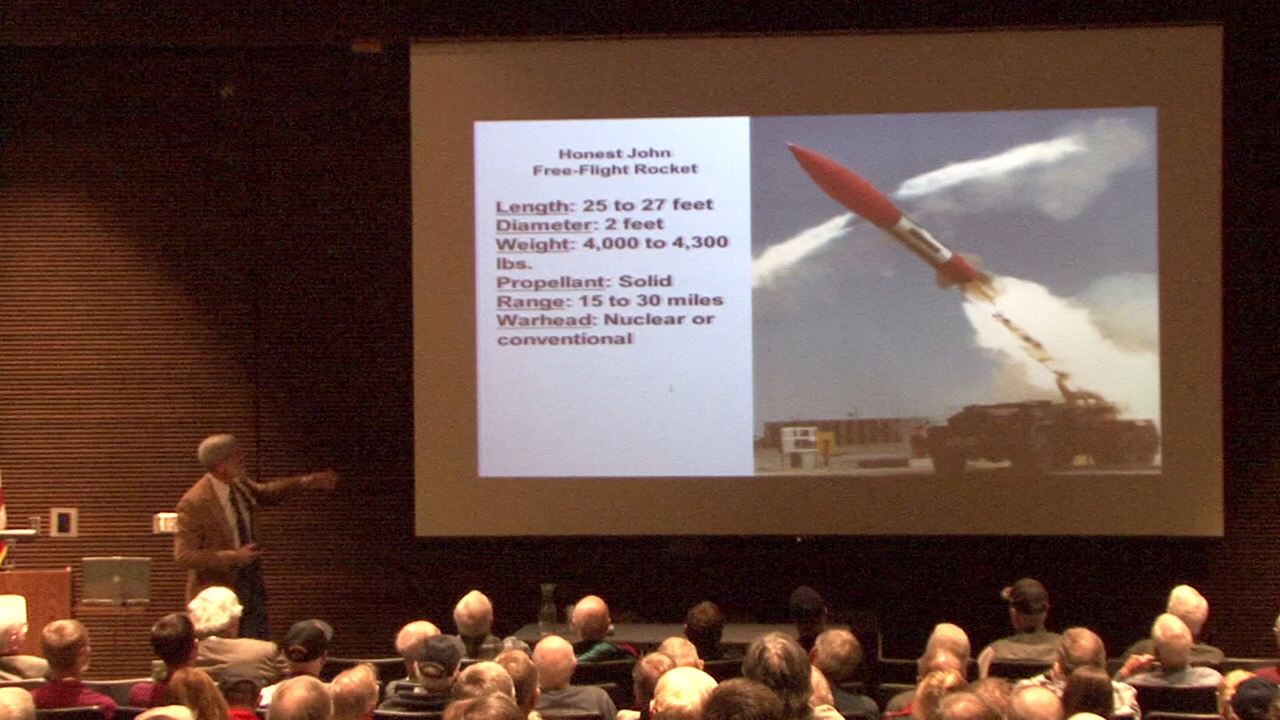 Honest John
Free-Flight Rocket
Length: 25 to 27 feet
Diameter: 2 feet
Weight: 4,000 to 4,300
lbs.
Propellant: Solid
Range: 15 to 30 miles
Warhead: Nuclear or
conventional